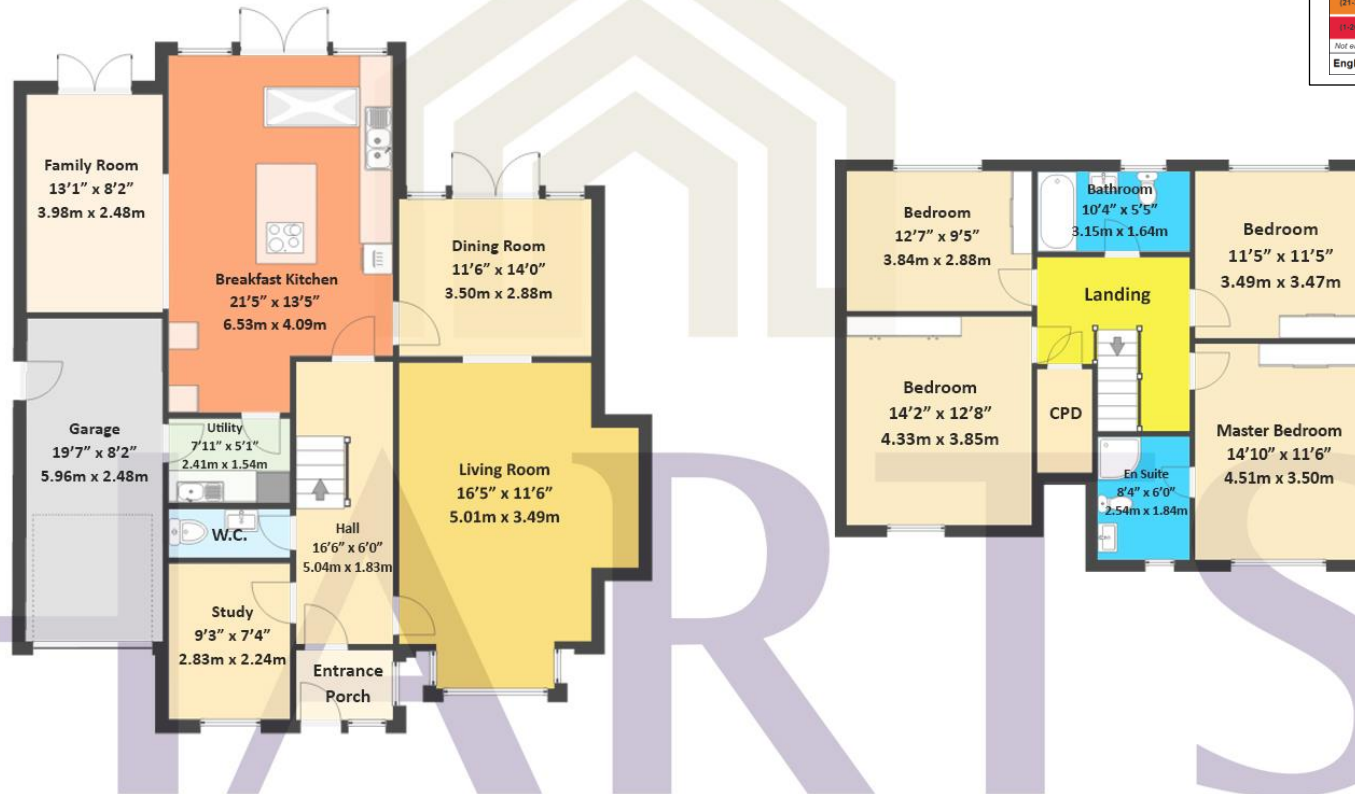 Family Room
13’1” x 8’2”
3.98m x 2.48m
Breakfast Kitchen
21’5” x 13’5”
6.53m x 4.09m
Dining Room
11’6” x 14’0”
3.50m x 2.88m
Garage
19’7” x 8’2”
5.96m x 2.48m
Utility
7’11” x 5’1”
2.41m x 1.54m
W.C.
Hall
16’6” x 6’0”
5.04m x 1.83m
Living Room
16’5” x 11’6”
5.01m x 3.49m
Study
9’3” x 7’4”
2.83m x 2.24m
Entrance
Porch
Bedroom
12’7” x 9’5”
3.84m x 2.88m
Bathroom
10’4” x 5’5”
3.15m x 1.64m
Bedroom
11’5” x 11’5”
3.49m x 3.47m
Landing
Bedroom
14’2” x 12’8”
4.33m x 3.85m
CPD
Master Bedroom
14’10” x 11’6”
4.51m x 3.50m
En Suite
8’4” x 6’0”
2.54m x 1.84m
(21-
Not e
Engl
TARTS